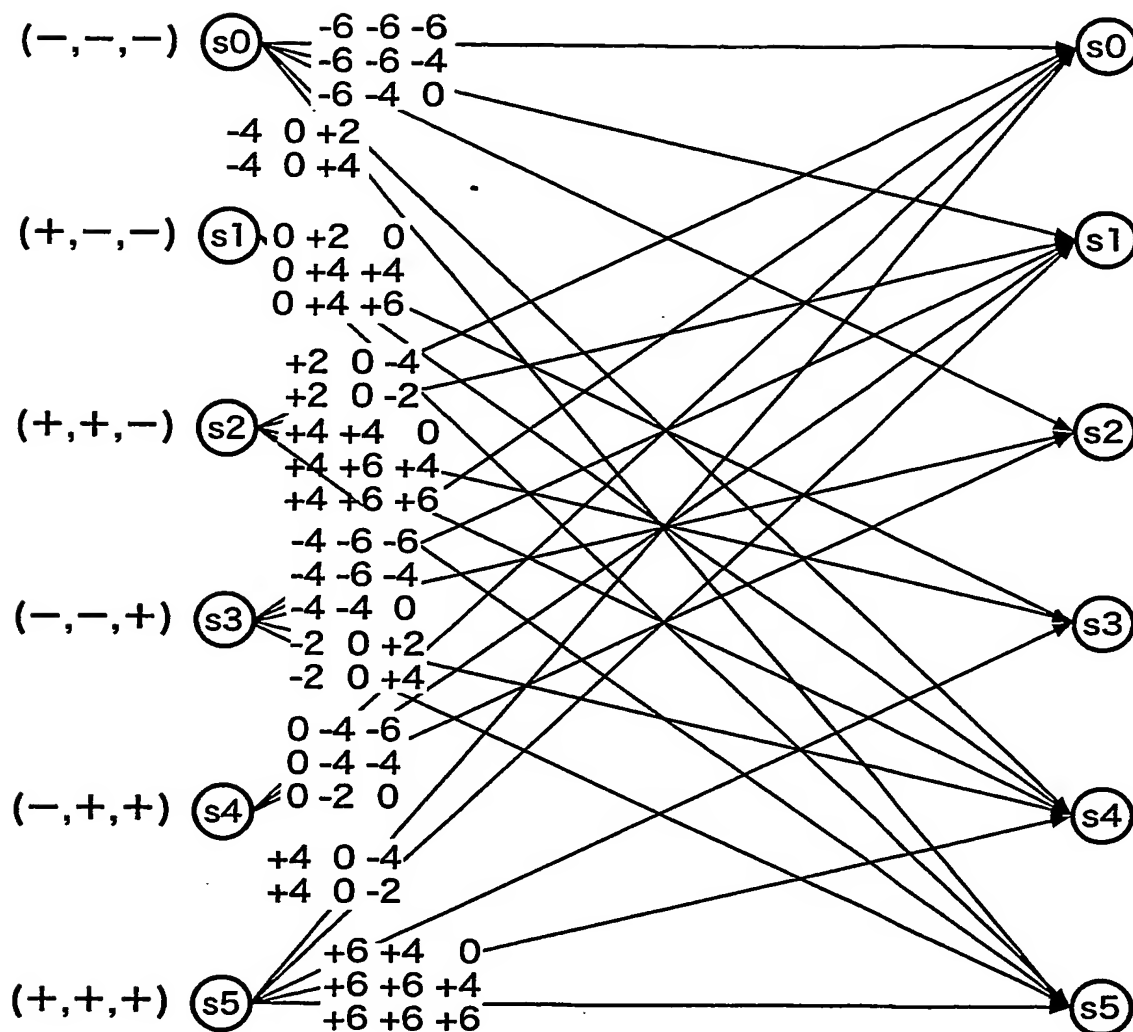 (−,−,−) s0 -6 -6 -6 s0
-6 -6 -4
-6 -4 0
-4 0 +2
-4 0 +4
(+,−,−) s1 0 +2 0 s1
0 +4 +4
0 +4 +6
+2 0 -4
+2 0 -2
(+,+,−) s2 +4 +4 0 s2
+4 +6 +4
+4 +6 +6
-4 -6 -6
-4 -6 -4
(−,−,+) s3 -4 -4 0 s3
-2 0 +2
-2 0 +4
0 -4 -6
0 -4 -4
(−,+,+) s4 0 -2 0 s4
+4 0 -4
+4 0 -2
+6 +4 0
(+,+,+) s5 +6 +6 +4 s5
+6 +6 +6